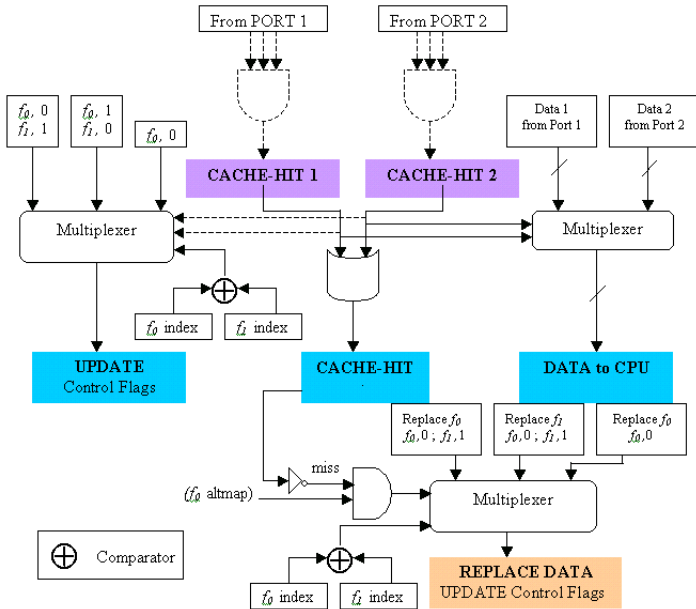 From PORT 1
From PORT 2
f0, 0
f1, 1
f0, 1
f1, 0
f0, 0
Data 1
from Port 1
Data 2
from Port 2
CACHE-HIT 1
CACHE-HIT 2
Multiplexer
Multiplexer
f0 index
f1 index
UPDATE
Control Flags
CACHE-HIT
DATA to CPU
Replace f0
f0,0 ; f1,1
Replace f1
f0,0 ; f1,1
Replace f0
f0,0
miss
(f0 altmap)
Multiplexer
Comparator
f0 index
f1 index
REPLACE DATA
UPDATE Control Flags